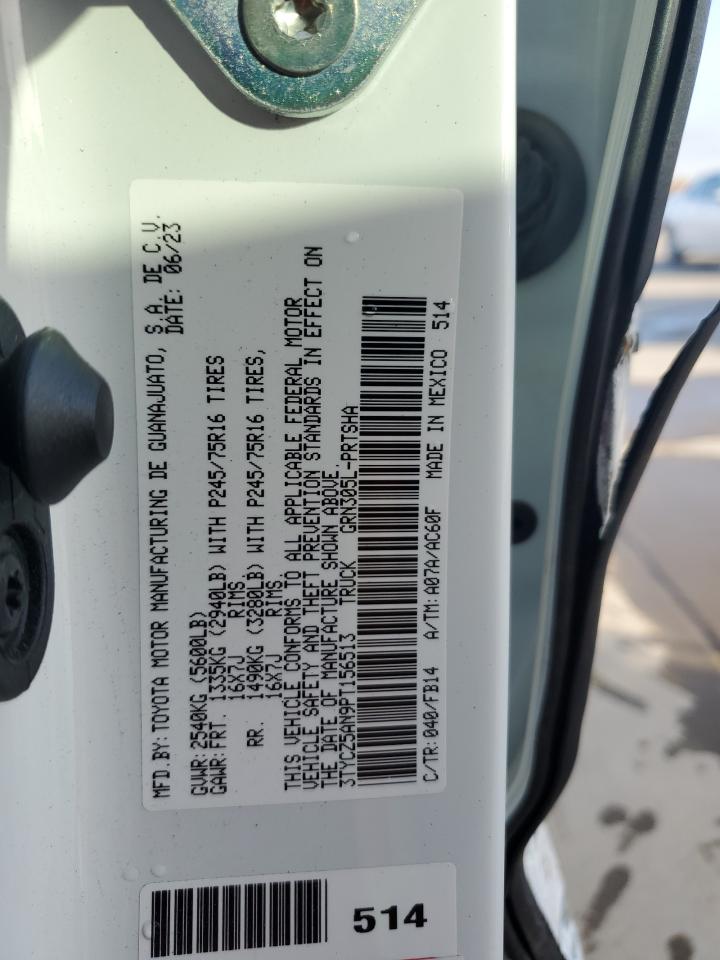 MFD.BY:TOYOTA MOTOR MANUFACTURING DE GUANAJUATO, S.A. DE C.V.
DATE: 06/23
GVWR:2540KG (5600LB)
GAWR:FRT. 1335KG (2940LB) WITH P245/75R16 TIRES
16X7J RIMS
RR. 1490KG (3280LB) WITH P245/75R16 TIRES,
16X7J RIMS
THIS VEHICLE CONFORMS TO ALL APPLICABLE FEDERAL MOTOR
VEHICLE SAFETY AND THEFT PREVENTION STANDARDS IN EFFECT ON
THE DATE OF MANUFACTURE SHOWN ABOVE.
3TYCZ5AN9PT156513 TRUCK GRN305L-PRTSHA
C/TR:040/FB14 A/TM:A07A/AC60F MADE IN MEXICO 514
514